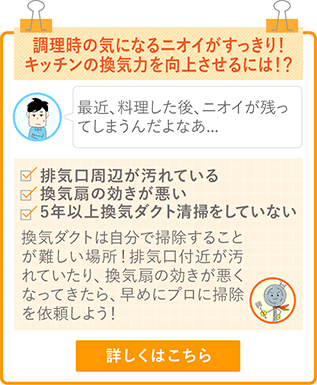 調理時の気になるニオイがすっきり!
キッチンの換気力を向上させるには!?
最近、料理した後、ニオイが残っ
てしまうんだよなあ...
排気口周辺が汚れている
換気扇の効きが悪い
5年以上換気ダクト清掃をしていない
換気ダクトは自分で掃除すること
が難しい場所!排気口付近が汚
れていたり、換気扇の効きが悪く
なってきたら、早めにプロに掃除
を依頼しよう!
詳しくはこちら